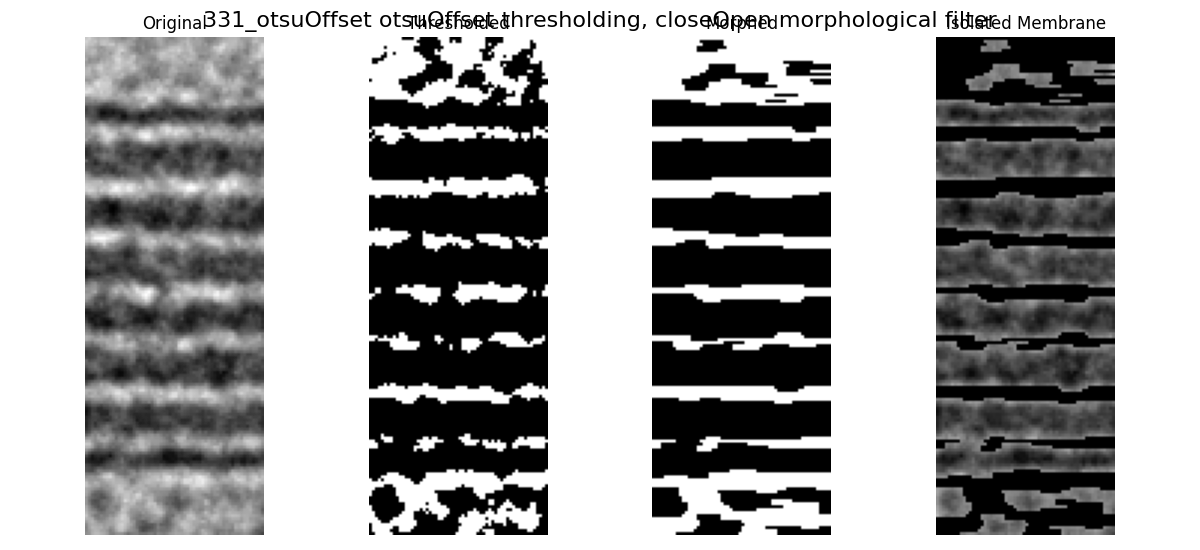 331_otsuOffset otsuOffset thresholding, closeOpen morphological filter
Original
Thresholded
Morphed
Isolated Membrane